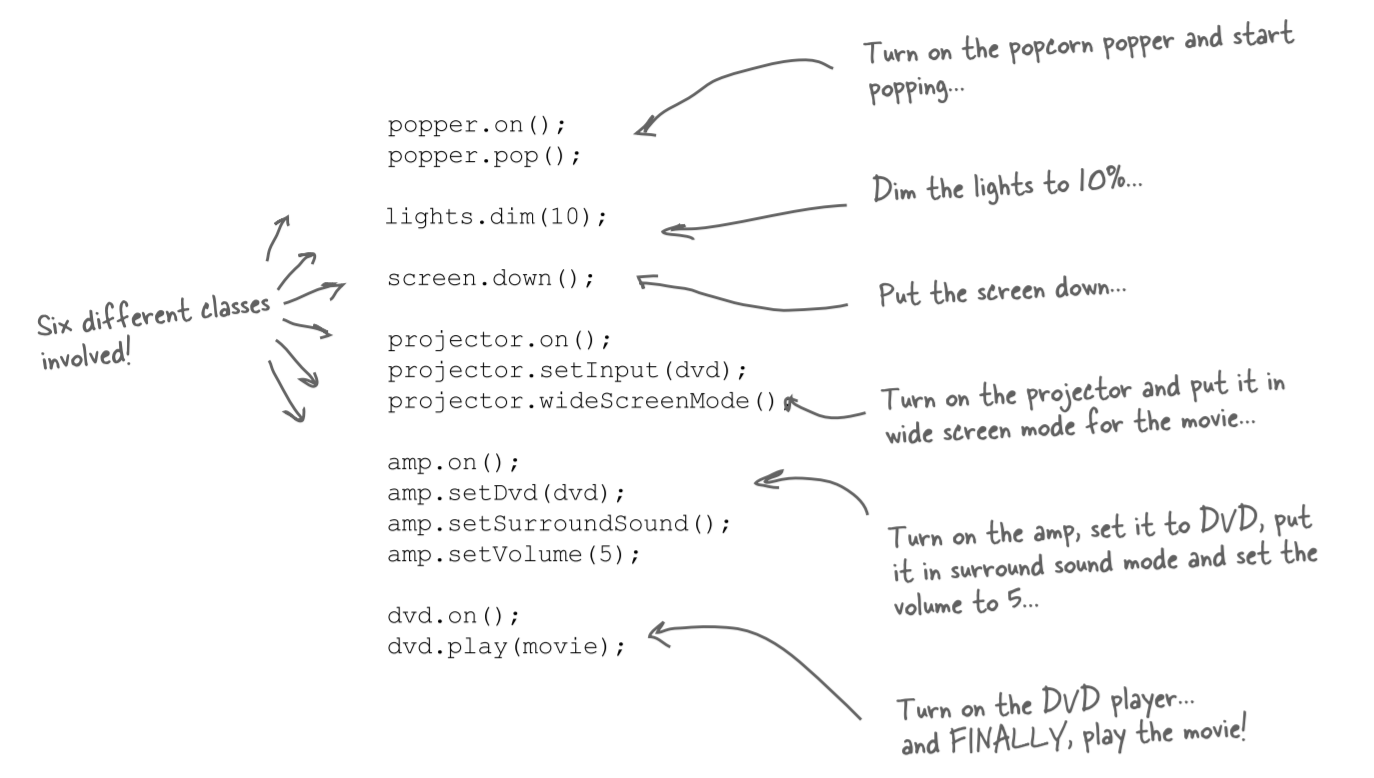 Turn on the popcorn popper and start
popping...
popper.on();
popper.pop();
Dim the lights to 10%...
lights.dim(10);
screen.down();
Put the screen down...
Six different classes
involved!
projector.on();
projector.setInput(dvd);
projector.wideScreenMode()
Turn on the projector and put it in
wide screen mode for the movie...
amp.on();
amp.setDvd(dvd);
amp.setSurroundSound();
amp.setVolume(5);
Turn on the amp, set it to DVD, put
it in surround sound mode and set the
volume to 5...
dvd.on();
dvd.play(movie);
Turn on the DVD player...
and FINALLY, play the movie!